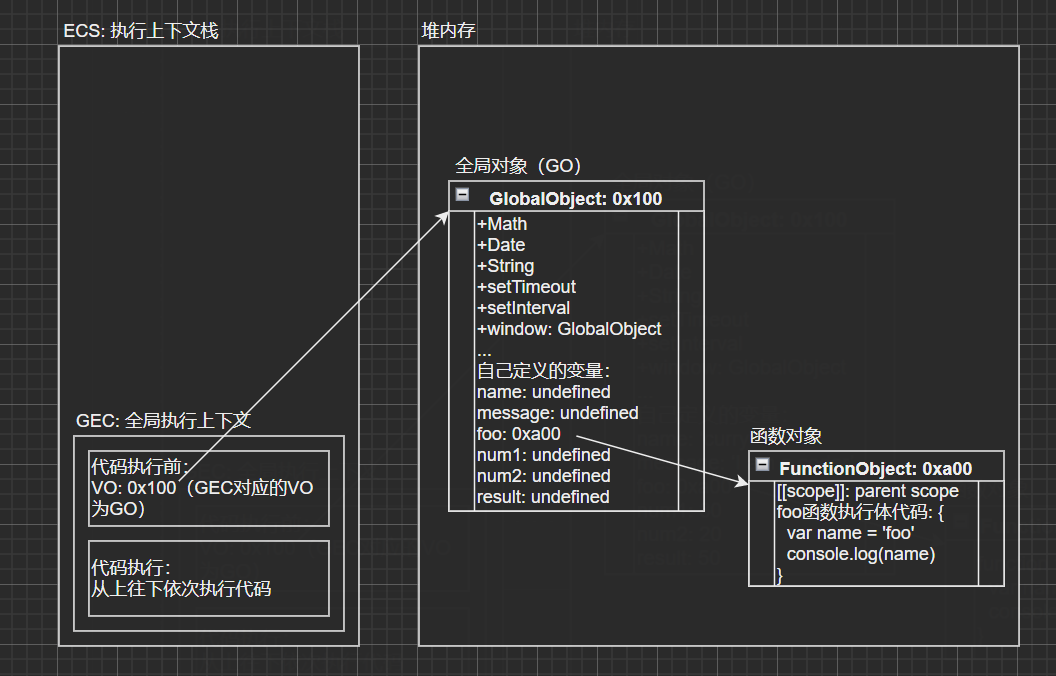 ECS: 执行上下文栈
GEC: 全局执行上下文
代码执行前:
VO: 0x100（GEC对应的VO
为GO）
代码执行:
从上往下依次执行代码
堆内存
全局对象（GO）
GlobalObject: 0x100
+Math
+Date
+String
+setTimeout
+setInterval
+window: GlobalObject
...
自己定义的变量:
name: undefined
message: undefined
foo: 0xa00
num1: undefined
num2: undefined
result: undefined
函数对象
FunctionObject: 0xa00
[[scope]]: parent scope
foo函数执行体代码: {
var name = 'foo'
console.log(name)
}